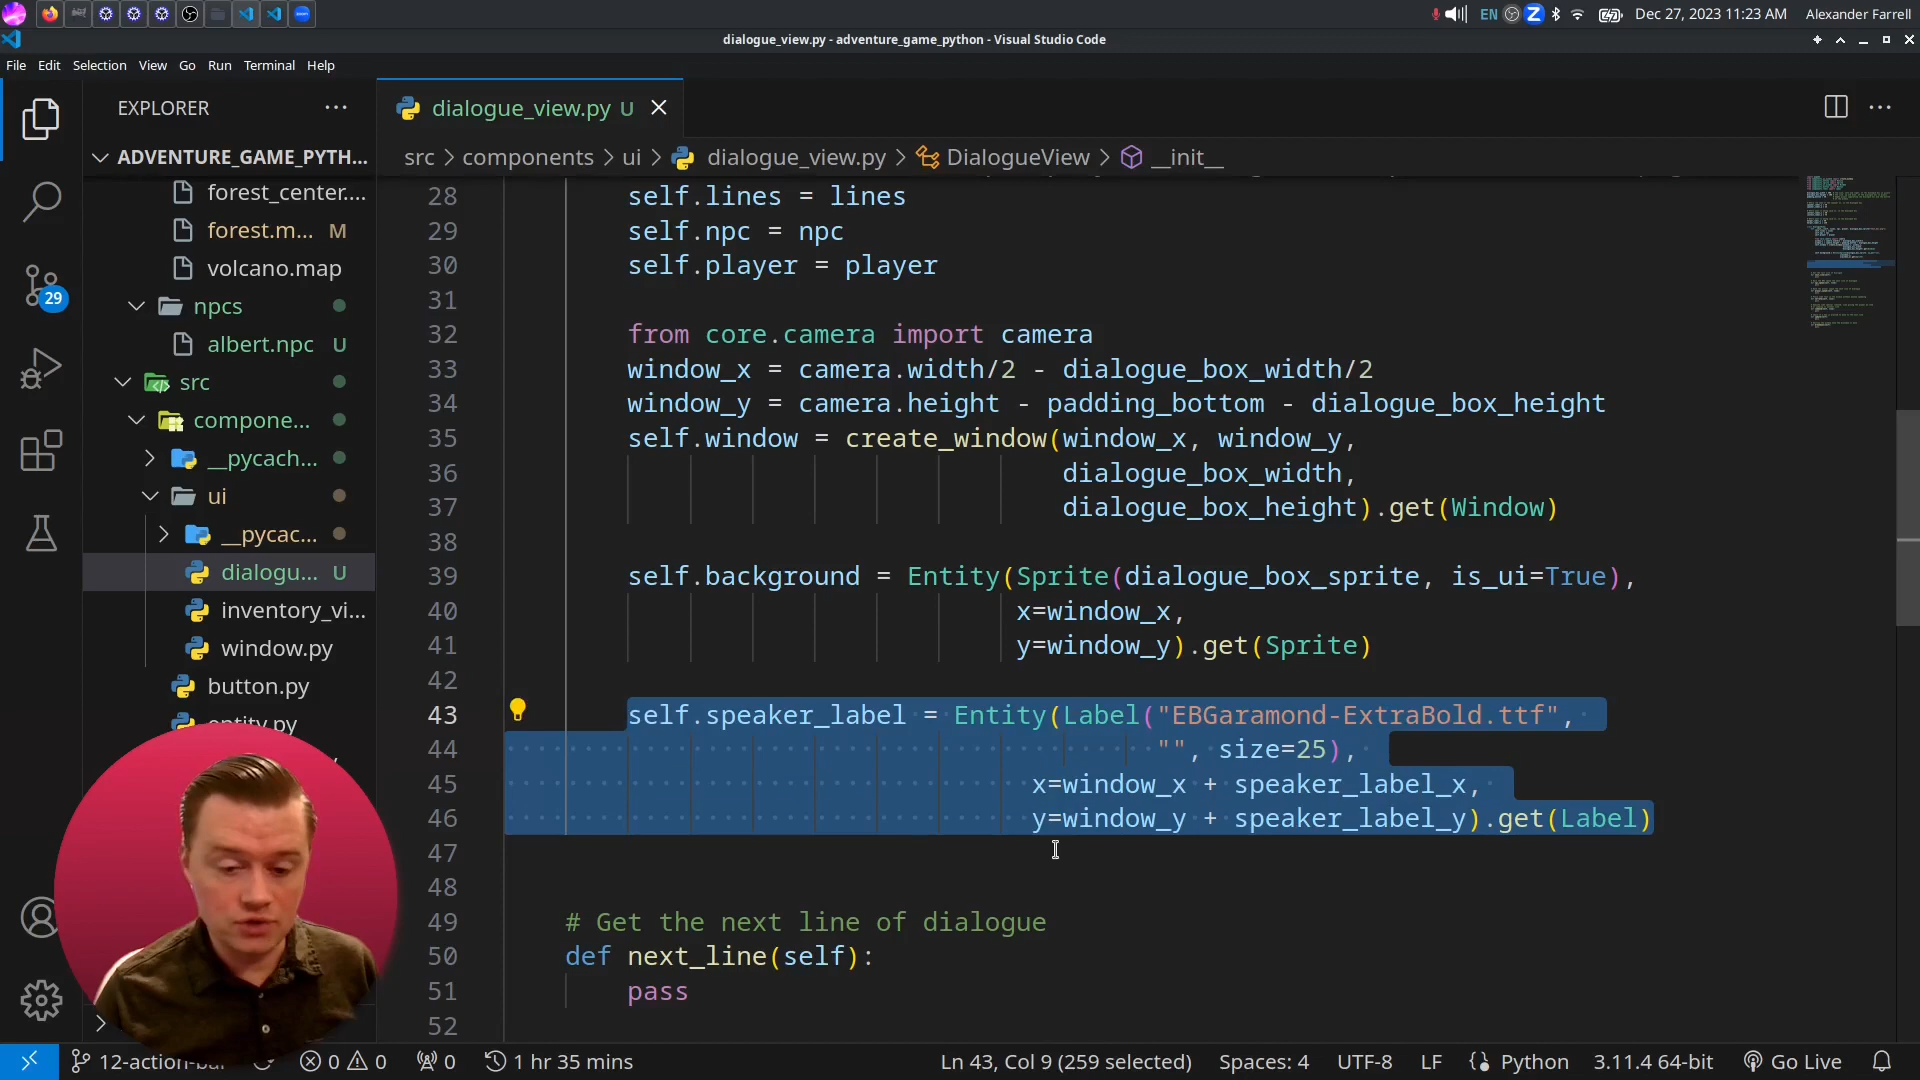 EN
Z
Dec 27, 2023 11:23 AM
Alexander Farrell
dialogue_view.py - adventure_game_python - Visual Studio Code
File Edit Selection View Go Run Terminal Help
EXPLORER
dialogue_view.py U
ADVENTURE_GAME_PYTH...
src > components > ui > dialogue_view.py > DialogueView > __init__
forest_center....
forest.m... M
volcano.map
npcs
albert.npc U
src
compone...
__pycach...
ui
__pycac...
dialogu... U
inventory_vi...
window.py
button.py
entity.py
29
28 self.lines = lines
29 self.npc = npc
30 self.player = player
31
32 from core.camera import camera
33 window_x = camera.width/2 - dialogue_box_width/2
34 window_y = camera.height - padding_bottom - dialogue_box_height
35 self.window = create_window(window_x, window_y,
36 dialogue_box_width,
37 dialogue_box_height).get(Window)
38
39 self.background = Entity(Sprite(dialogue_box_sprite, is_ui=True),
40 x=window_x,
41 y=window_y).get(Sprite)
42
43 self.speaker_label = Entity(Label("EBGaramond-ExtraBold.ttf",
44 "", size=25),
45 x=window_x + speaker_label_x,
46 y=window_y + speaker_label_y).get(Label)
47
48
49 # Get the next line of dialogue
50 def next_line(self):
51 pass
52
12-action-ba
0 0
0
1 hr 35 mins
Ln 43, Col 9 (259 selected)
Spaces: 4
UTF-8
LF
Python
3.11.4 64-bit
Go Live